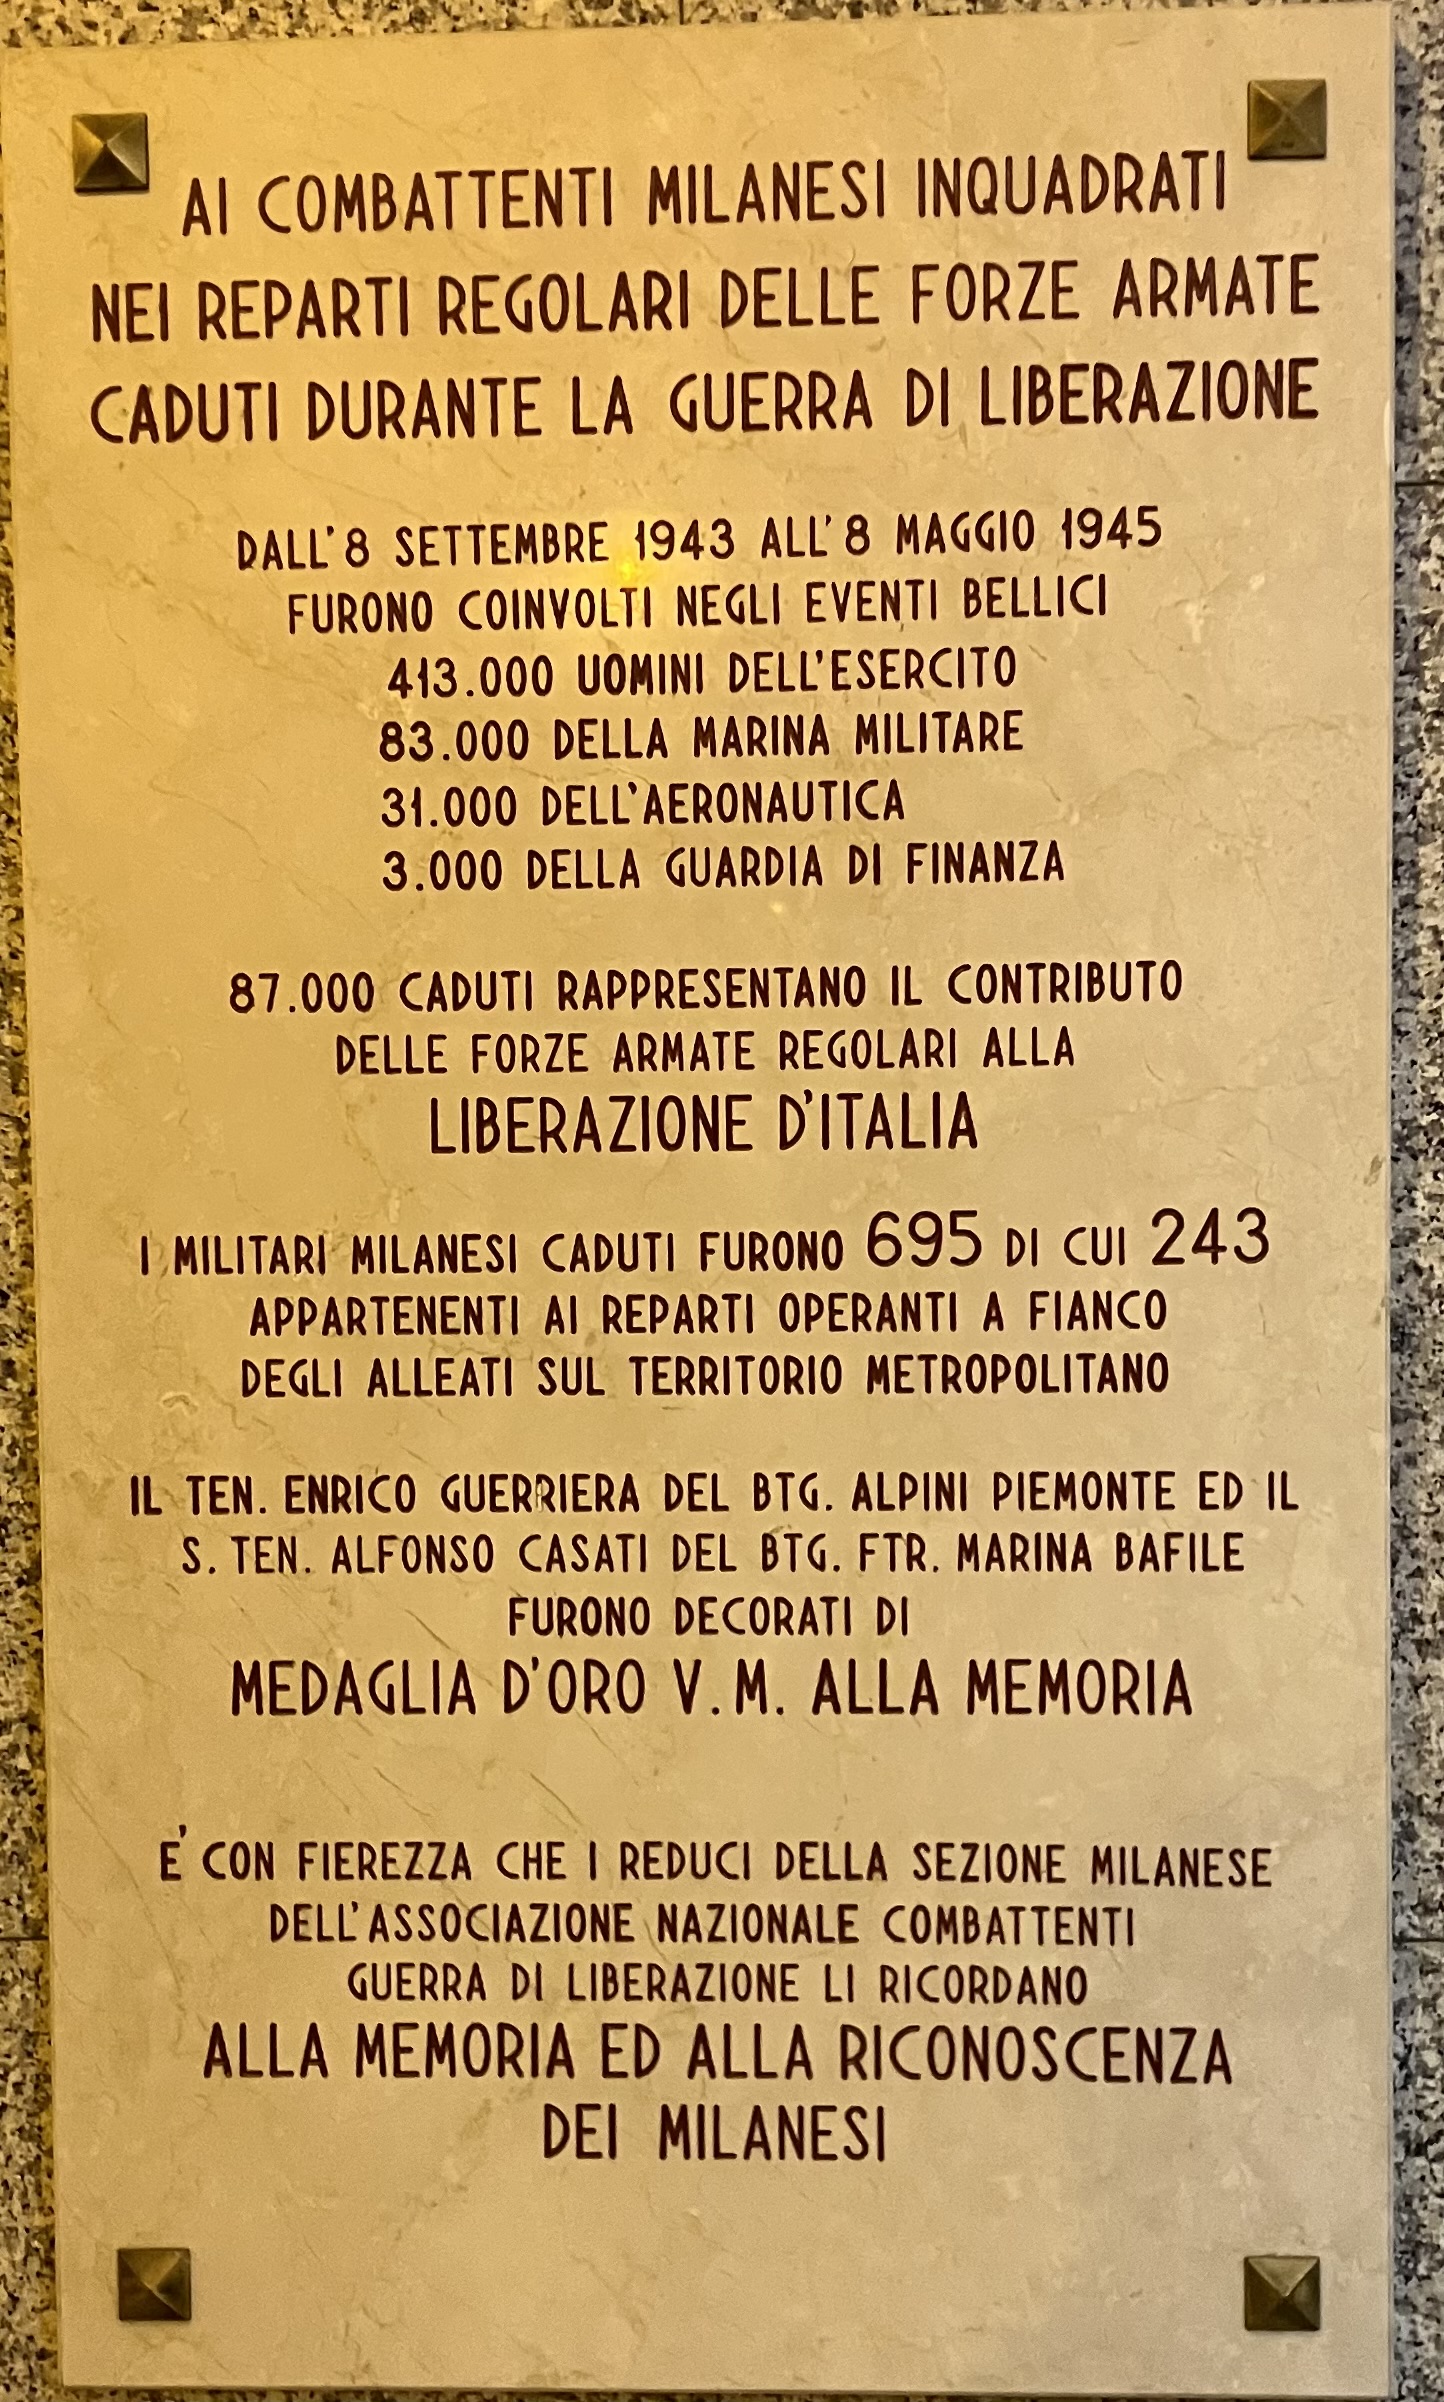 AI COMBATTENTI MILANESI INQUADRATI
NEI REPARTI REGOLARI DELLE FORZE ARMATE
CADUTI DURANTE LA GUERRA DI LIBERAZIONE
DALL'8 SETTEMBRE 1943 ALL'8 MAGGIO 1945
FURONO COINVOLTI NEGLI EVENTI BELLICI
413.000 UOMINI DELL'ESERCITO
83.000 DELLA MARINA MILITARE
31.000 DELL'AERONAUTICA
3.000 DELLA GUARDIA DI FINANZA
87.000 CADUTI RAPPRESENTANO IL CONTRIBUTO
DELLE FORZE ARMATE REGOLARI ALLA
LIBERAZIONE D'ITALIA
I MILITARI MILANESI CADUTI FURONO 695 DI CUI 243
APPARTENENTI AI REPARTI OPERANTI A FIANCO
DEGLI ALLEATI SUL TERRITORIO METROPOLITANO
IL TEN. ENRICO GUERRIERA DEL BTG. ALPINI PIEMONTE ED IL
S. TEN. ALFONSO CASATI DEL BTG. FTR. MARINA BAFILE
FURONO DECORATI DI
MEDAGLIA D'ORO V.M. ALLA MEMORIA
E' CON FIEREZZA CHE I REDUCI DELLA SEZIONE MILANESE
DELL'ASSOCIAZIONE NAZIONALE COMBATTENTI
GUERRA DI LIBERAZIONE LI RICORDANO
ALLA MEMORIA ED ALLA RICONOSCENZA
DEI MILANESI